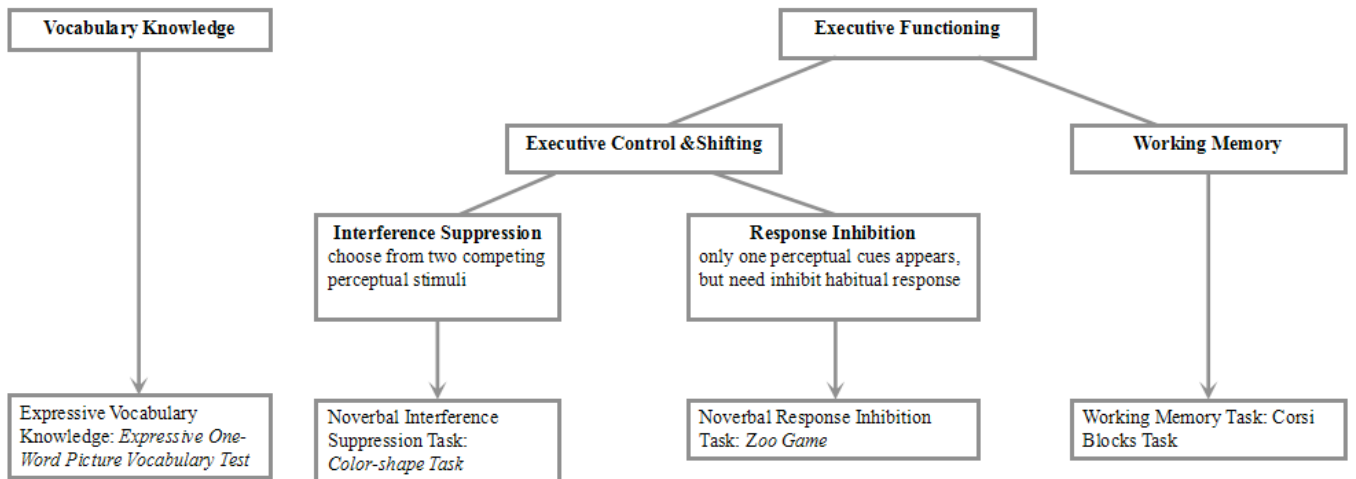 Vocabulary Knowledge
Executive Functioning
Executive Control &Shifting
Working Memory
Interference Suppression
choose from two competing
perceptual stimuli
Response Inhibition
only one perceptual cues appears,
but need inhibit habitual response
Expressive Vocabulary
Knowledge: Expressive One-
Word Picture Vocabulary Test
Noverbal Interference
Suppression Task:
Color-shape Task
Noverbal Response Inhibition
Task: Zoo Game
Working Memory Task: Corsi
Blocks Task